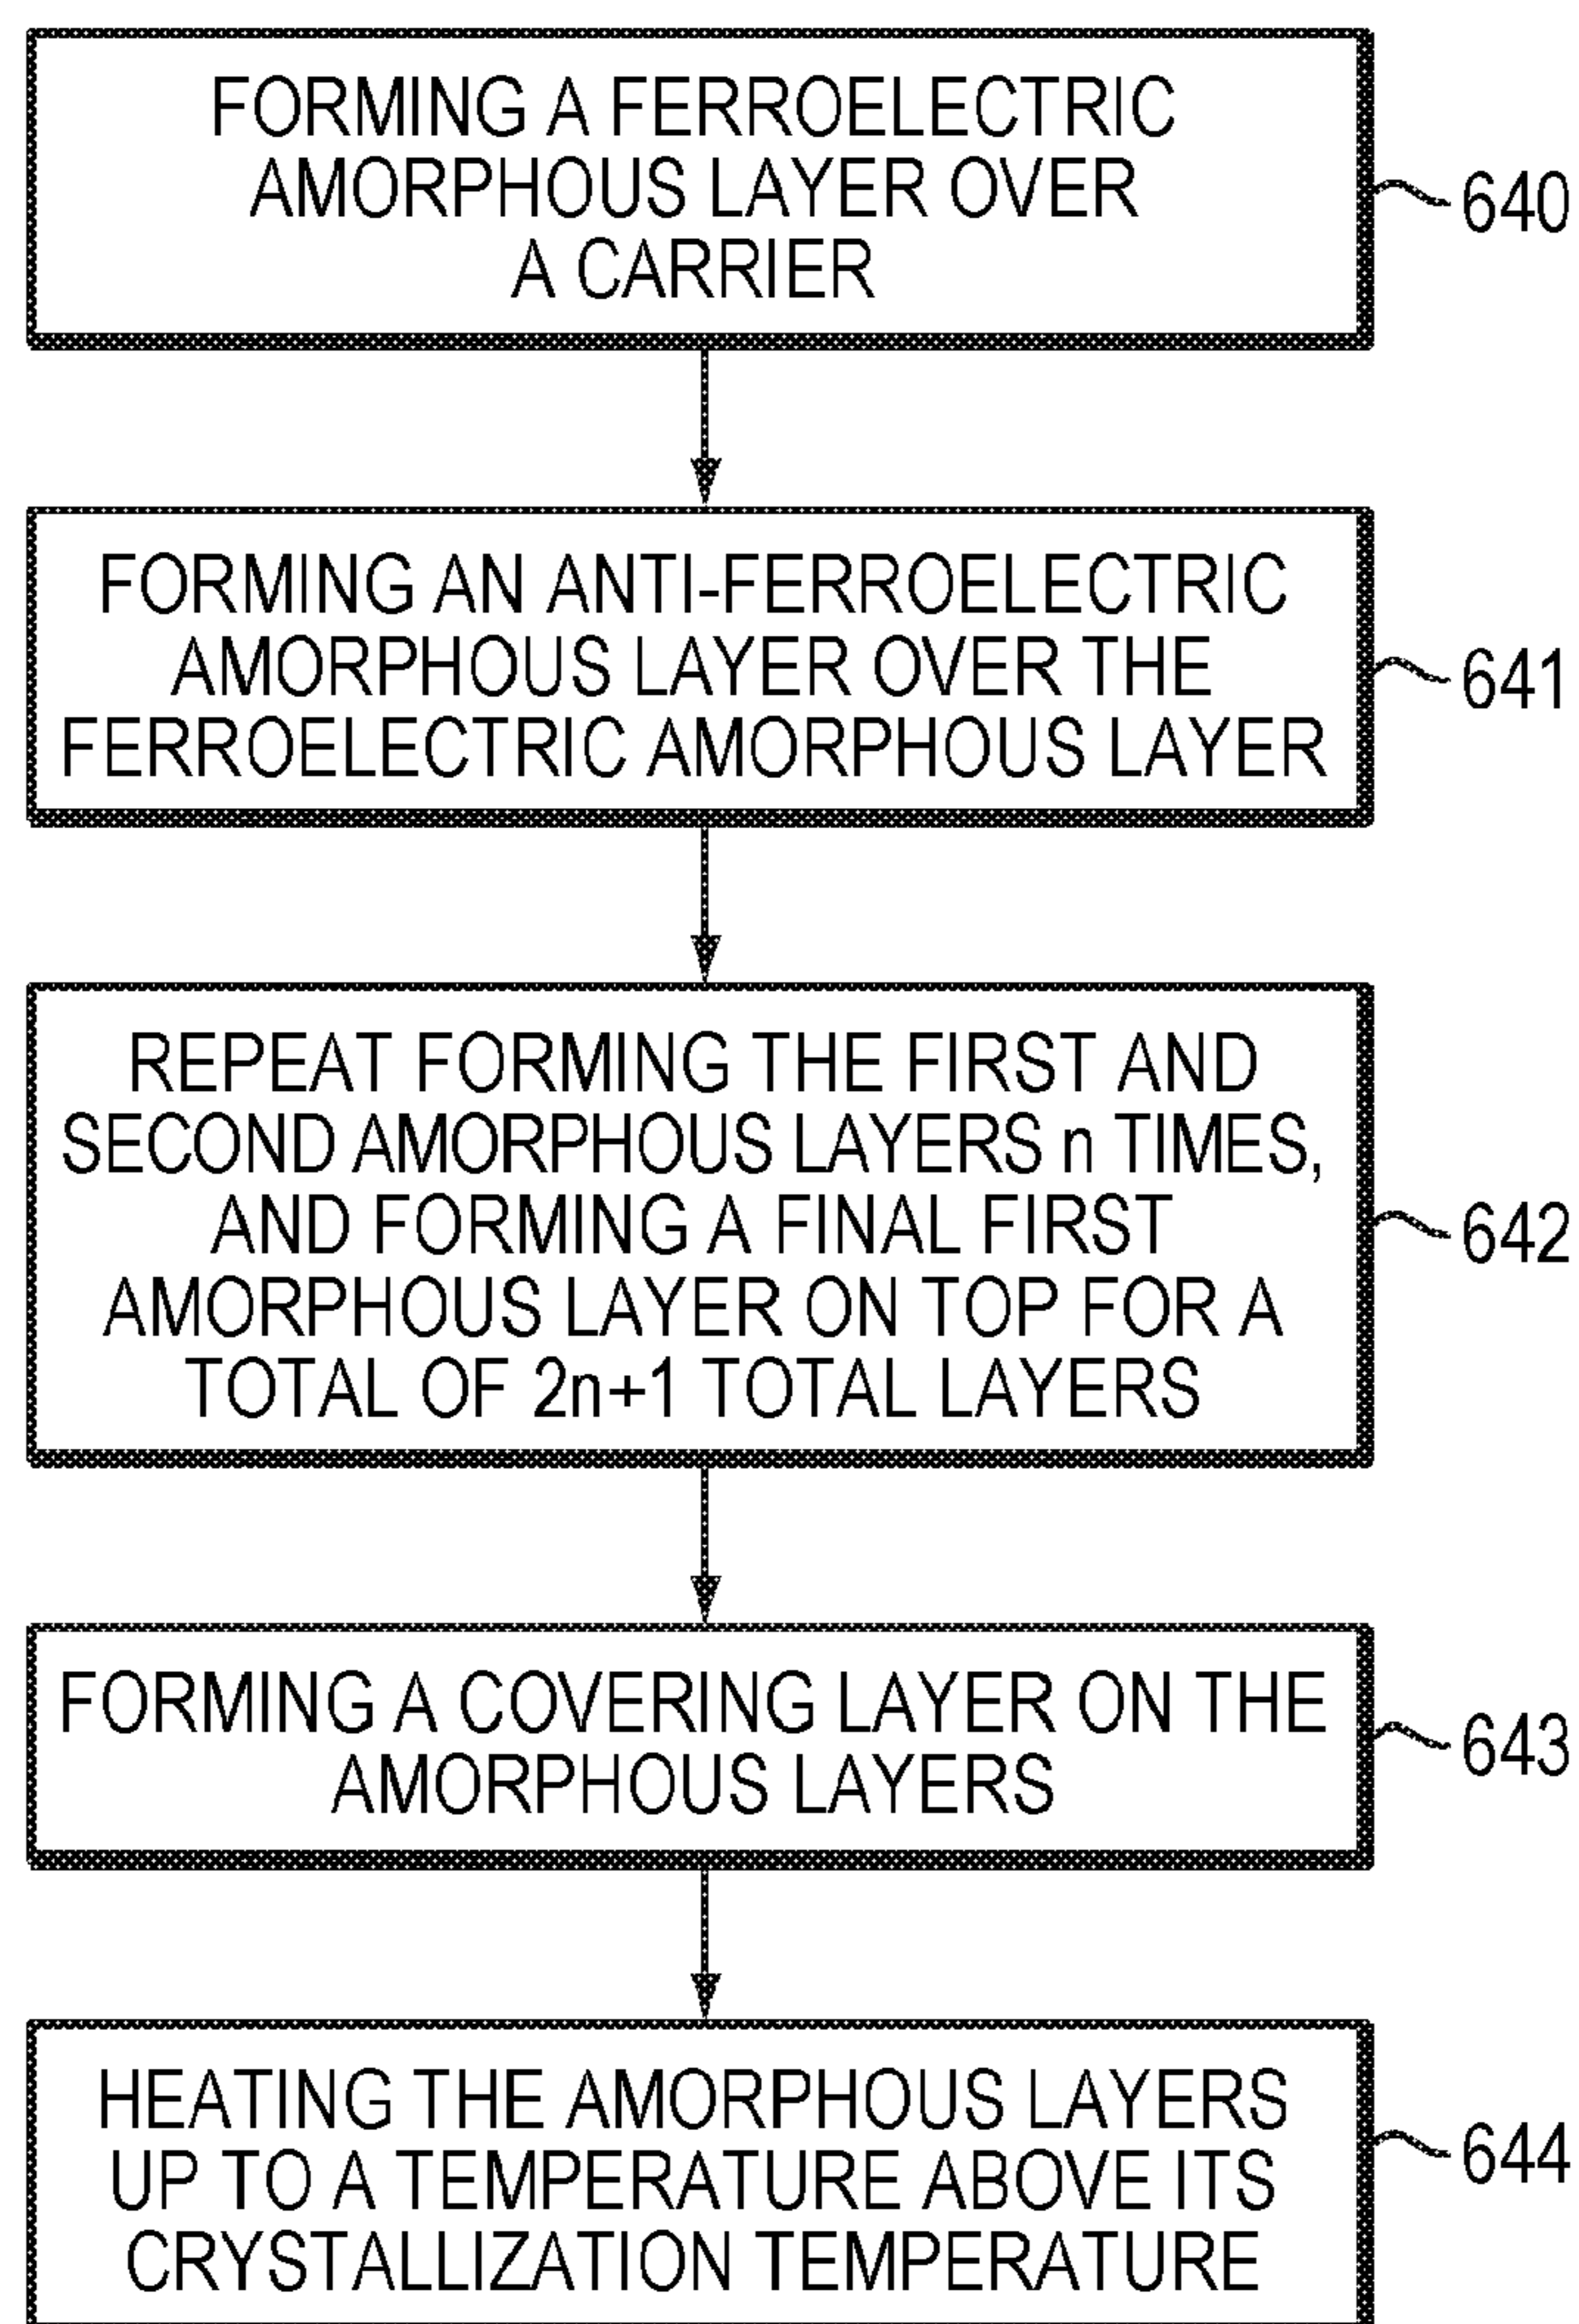 FORMING A FERROELECTRIC
AMORPHOUS LAYER OVER
A CARRIER
640
FORMING AN ANTI-FERROELECTRIC
AMORPHOUS LAYER OVER THE
FERROELECTRIC AMORPHOUS LAYER
641
REPEAT FORMING THE FIRST AND
SECOND AMORPHOUS LAYERS n TIMES,
AND FORMING A FINAL FIRST
AMORPHOUS LAYER ON TOP FOR A
TOTAL OF 2n+1 TOTAL LAYERS
642
FORMING A COVERING LAYER ON THE
AMORPHOUS LAYERS
643
HEATING THE AMORPHOUS LAYERS
UP TO A TEMPERATURE ABOVE ITS
CRYSTALLIZATION TEMPERATURE
644